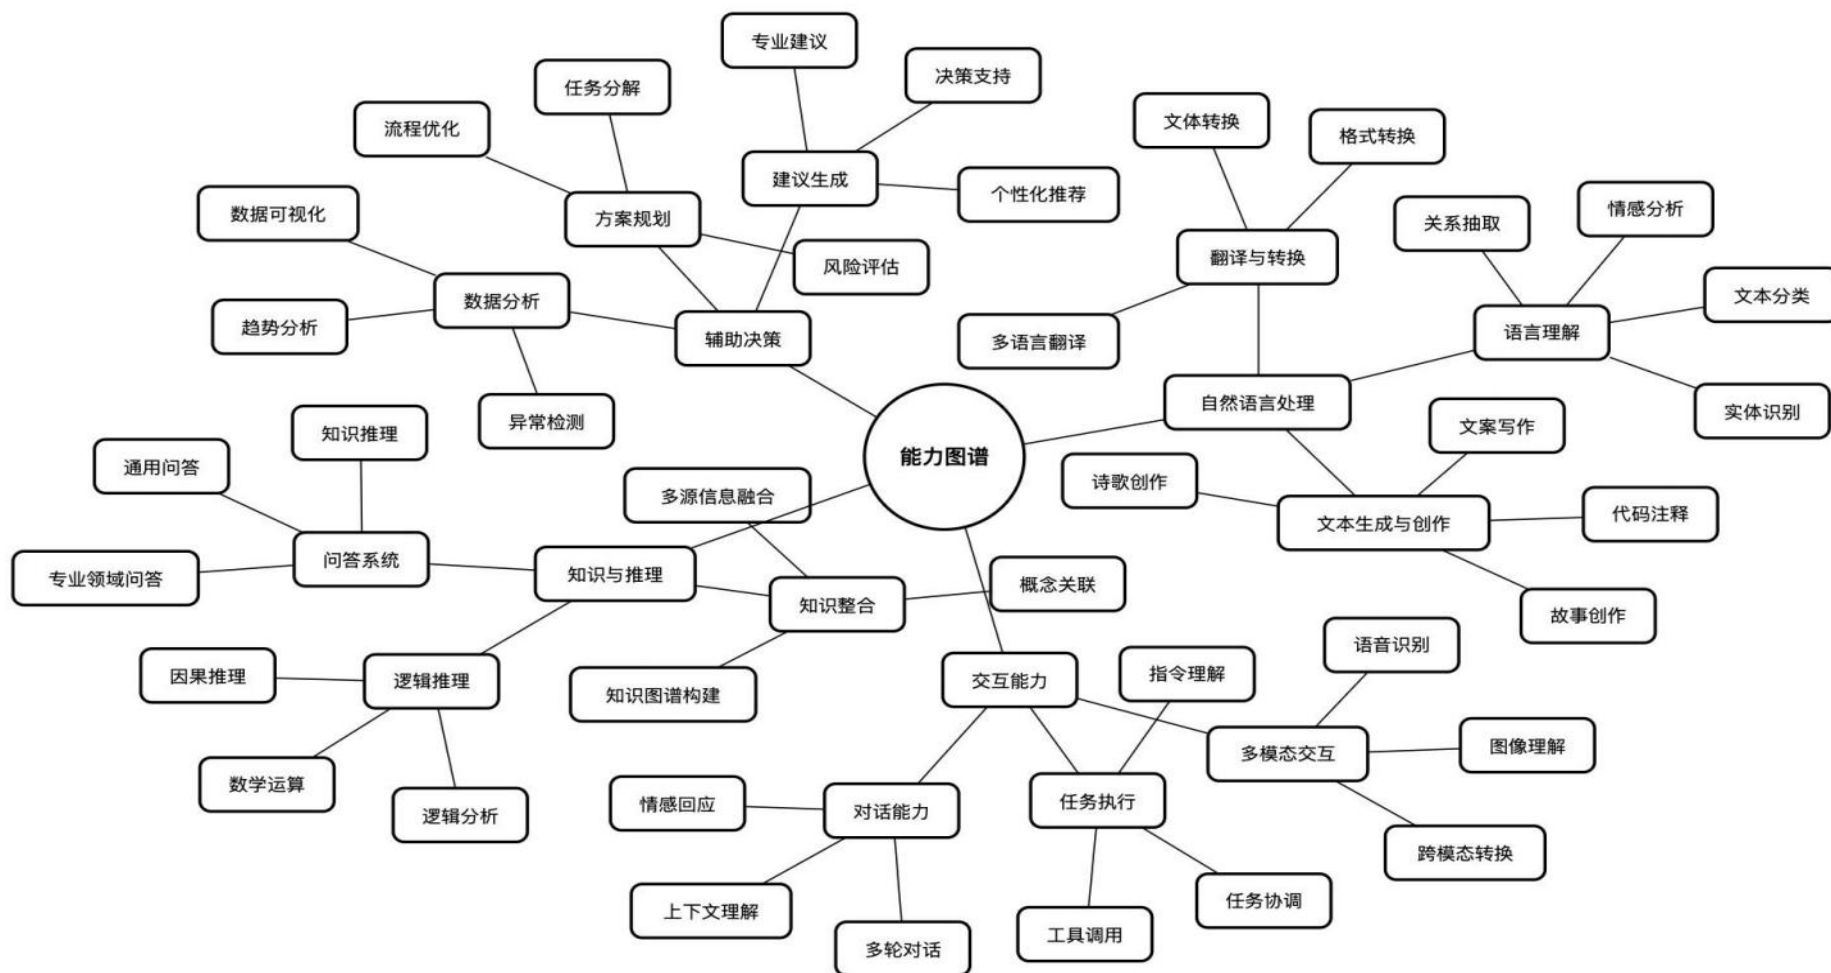 专业建议
决策支持
任务分解
流程优化
建议生成
个性化推荐
数据可视化
方案规划
风险评估
数据分析
趋势分析
辅助决策
异常检测
文体转换
格式转换
关系抽取
情感分析
翻译与转换
文本分类
多语言翻译
语言理解
自然语言处理
实体识别
文案写作
能力图谱
诗歌创作
代码注释
文本生成与创作
故事创作
知识推理
通用问答
多源信息融合
问答系统
专业领域问答
知识与推理
知识整合
概念关联
因果推理
逻辑推理
知识图谱构建
数学运算
逻辑分析
交互能力
指令理解
语音识别
多模态交互
图像理解
情感回应
对话能力
任务执行
跨模态转换
上下文理解
任务协调
多轮对话
工具调用